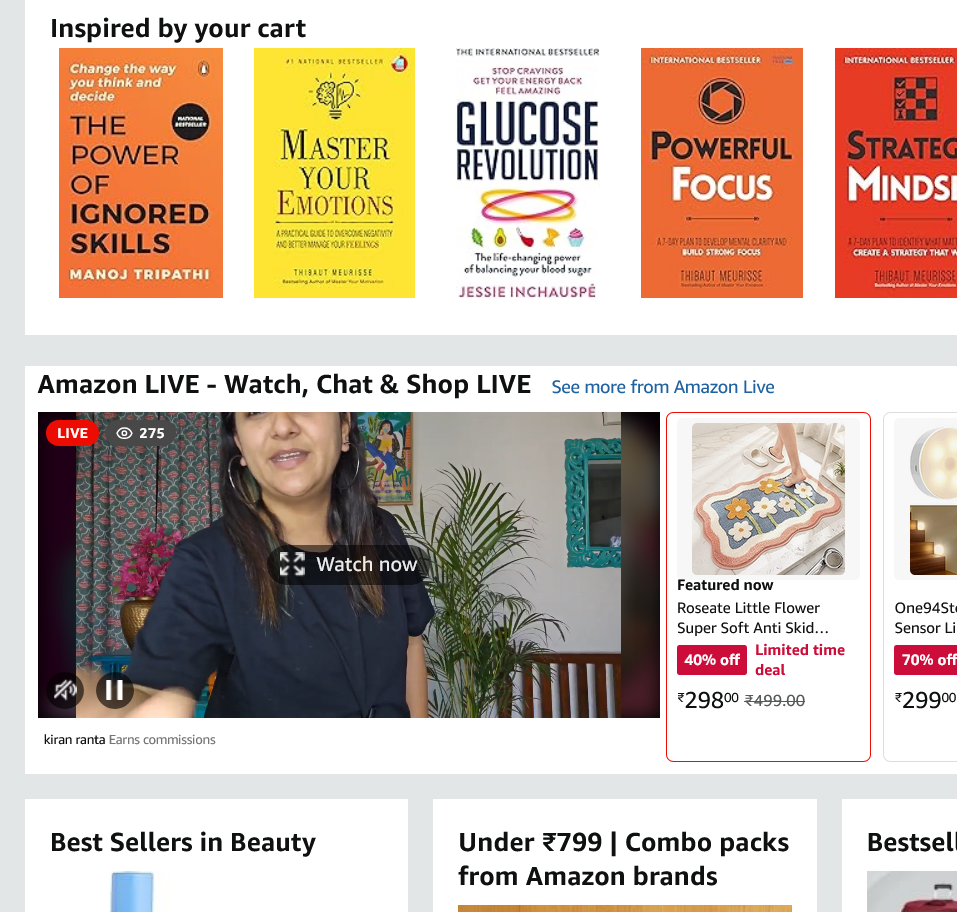 Inspired by your cart
Change the way
you think and
decide
NATIONAL
BESTSELLER
THE
POWER
OF
IGNORED
SKILLS
MANOJ TRIPATHI
#1 NATIONAL BESTSELLER
MASTER
YOUR
EMOTIONS
A PRACTICAL GUIDE TO OVERCOME NEGATIVITY
AND BETTER MANAGE YOUR FEELINGS
THIBAUT MEURISSE
Bestselling Author of Master Your Motivation
THE INTERNATIONAL BESTSELLER
STOP CRAVINGS
GET YOUR ENERGY BACK
FEEL AMAZING
GLUCOSE
REVOLUTION
The life-changing power
of balancing your blood sugar
JESSIE INCHAUSPÉ
INTERNATIONAL BESTSELLER
POWERFUL
FOCUS
A 7-DAY PLAN TO DEVELOP MENTAL CLARITY AND
BUILD STRONG FOCUS
THIBAUT MEURISSE
Bestselling Author of Master Your Emotions
INTERNATIONAL BESTSELLER
STRATEG
MINDS
A 7-DAY PLAN TO IDENTIFY WHAT MAT
CREATE A STRATEGY THAT W
THIBAUT MEURISSE
Bestselling Author of Master Your
Amazon LIVE - Watch, Chat & Shop LIVE
See more from Amazon Live
LIVE
275
Watch now
kiran ranta Earns commissions
Featured now
Roseate Little Flower
Super Soft Anti Skid...
40% off Limited time
deal
₹29800 ₹499.00
One94Sto
Sensor Li
70% off
₹29900
Best Sellers in Beauty
Under ₹799 | Combo packs
from Amazon brands
Bestsell